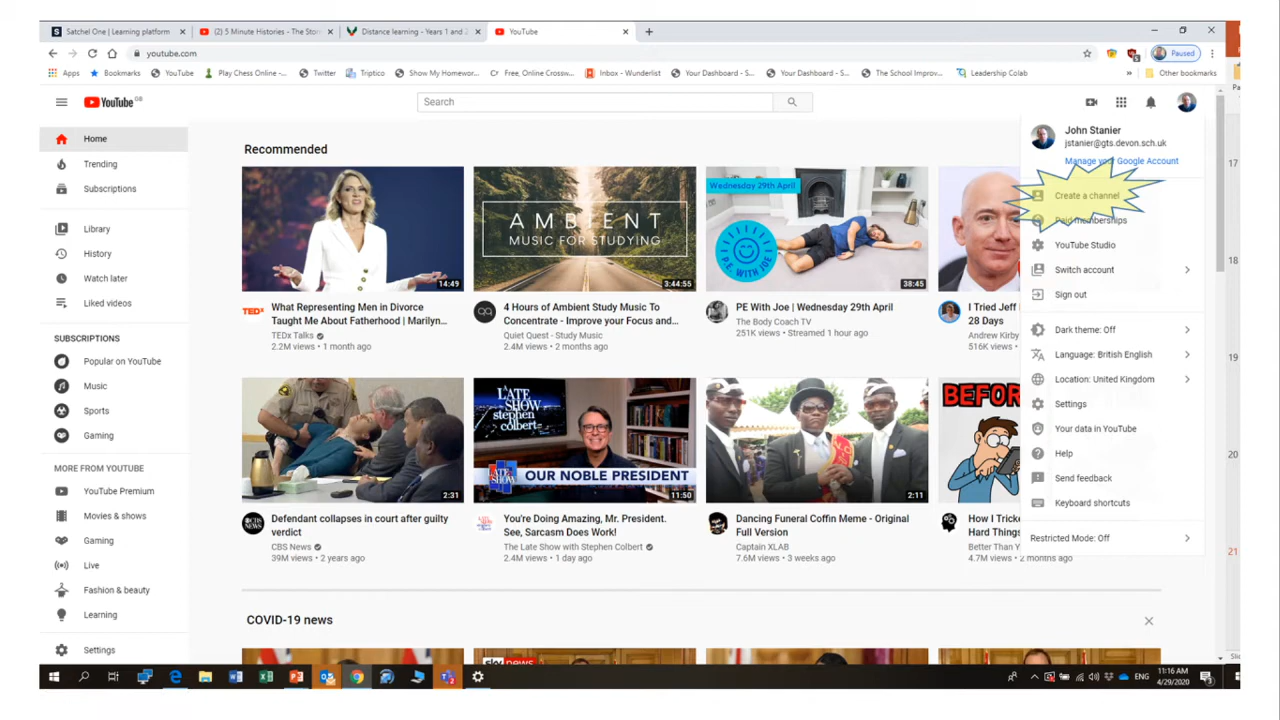 Satchel One | Learning platform
(2) 5 Minute Histories - The Sto
Distance learning - Years 1 and 2
YouTube
youtube.com
Paused
Apps
Bookmarks
YouTube
Play Chess Online -...
Twitter
Triptico
Show My Homewor...
Free, Online Crossw...
Inbox - Wunderlist
Your Dashboard - S...
Your Dashboard - S...
The School Improv...
Leadership Colab
»
Other bookmarks
YouTube GB
Search
John Stanier
jstanier@gts.devon.sch.uk
Manage your Google Account
Create a channel
Paid memberships
YouTube Studio
Switch account
Sign out
Dark theme: Off
Language: British English
Location: United Kingdom
Settings
Your data in YouTube
Help
Send feedback
Keyboard shortcuts
Restricted Mode: Off
Home
Trending
Subscriptions
Library
History
Watch later
Liked videos
SUBSCRIPTIONS
Popular on YouTube
Music
Sports
Gaming
MORE FROM YOUTUBE
YouTube Premium
Movies & shows
Gaming
Live
Fashion & beauty
Learning
Settings
Recommended
14:49
TEDx
What Representing Men in Divorce
Taught Me About Fatherhood | Marilyn...
TEDx Talks
2.2M views • 1 month ago
AMBIENT
MUSIC FOR STUDYING
3:44:55
4 Hours of Ambient Study Music To
Concentrate - Improve your Focus and...
Quiet Quest - Study Music
2.4M views • 2 months ago
Wednesday 29th April
P.E. WITH JOE
38:45
PE With Joe | Wednesday 29th April
The Body Coach TV
251K views • Streamed 1 hour ago
I Tried Jeff
28 Days
Andrew Kirby
516K views •
2:31
CBS NEWS
Defendant collapses in court after guilty
verdict
CBS News
39M views • 2 years ago
A LATE SHOW
stephen colbert
OUR NOBLE PRESIDENT
11:50
You're Doing Amazing, Mr. President.
See, Sarcasm Does Work!
The Late Show with Stephen Colbert
2.4M views • 1 day ago
2:11
Dancing Funeral Coffin Meme - Original
Full Version
Captain XLAB
7.6M views • 3 weeks ago
BEFOR
How I Tricke
Hard Things
Better Than Y
4.7M views • 2 months ago
COVID-19 news
sky news
17
18
19
20
21
ENG
11:16 AM
4/29/2020